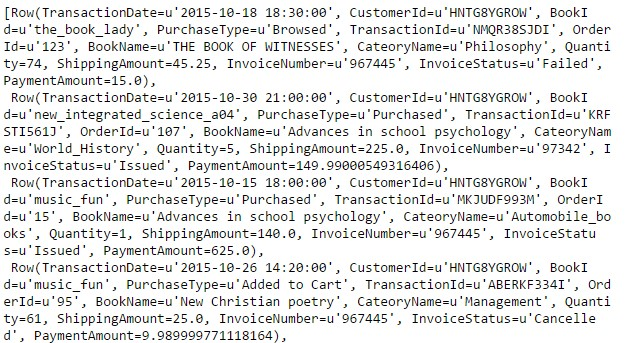 [Row(TransactionDate=u'2015-10-18 18:30:00', CustomerId=u'HNTG8YGROW', BookI
d=u'the_book_lady', PurchaseType=u'Browsed', TransactionId=u'NMQR38SJDI', Order
Id=u'123', BookName=u'THE BOOK OF WITNESSES', CateoryName=u'Philosophy', Quanti
ty=74, ShippingAmount=45.25, InvoiceNumber=u'967445', InvoiceStatus=u'Failed',
PaymentAmount=15.0),
Row(TransactionDate=u'2015-10-30 21:00:00', CustomerId=u'HNTG8YGROW', BookI
d=u'new_integrated_science_a04', PurchaseType=u'Purchased', TransactionId=u'KRF
STI561J', OrderId=u'107', BookName=u'Advances in school psychology', CateoryNam
e=u'World_History', Quantity=5, ShippingAmount=225.0, InvoiceNumber=u'97342', I
nvoiceStatus=u'Issued', PaymentAmount=149.99000549316406),
Row(TransactionDate=u'2015-10-15 18:00:00', CustomerId=u'HNTG8YGROW', BookI
d=u'music_fun', PurchaseType=u'Purchased', TransactionId=u'MKJUDF993M', OrderI
d=u'15', BookName=u'Advances in school psychology', CateoryName=u'Automobile_bo
oks', Quantity=1, ShippingAmount=140.0, InvoiceNumber=u'967445', InvoiceStatu
s=u'Issued', PaymentAmount=625.0),
Row(TransactionDate=u'2015-10-26 14:20:00', CustomerId=u'HNTG8YGROW', BookI
d=u'music_fun', PurchaseType=u'Added to Cart', TransactionId=u'ABERKF334I', Ord
erId=u'95', BookName=u'New Christian poetry', CateoryName=u'Management', Quanti
ty=61, ShippingAmount=25.0, InvoiceNumber=u'967445', InvoiceStatus=u'Cancelle
d', PaymentAmount=9.989999771118164),